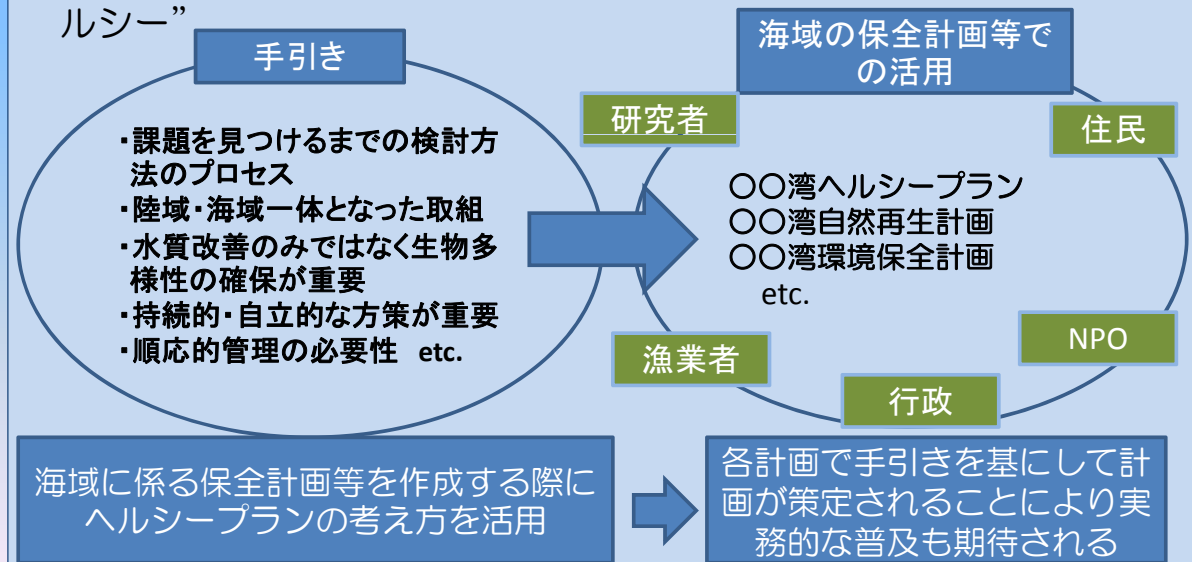 ルシー”
手引き
・課題を見つけるまでの検討方
法のプロセス
・陸域・海域一体となった取組
・水質改善のみではなく生物多
様性の確保が重要
・持続的・自立的な方策が重要
・順応的管理の必要性 etc.
海域の保全計画等で
の活用
研究者
住民
〇〇湾ヘルシープラン
〇〇湾自然再生計画
〇〇湾環境保全計画
etc.
漁業者
NPO
行政
海域に係る保全計画等を作成する際に
ヘルシープランの考え方を活用
各計画で手引きを基にして計
画が策定されることにより実
務的な普及も期待される